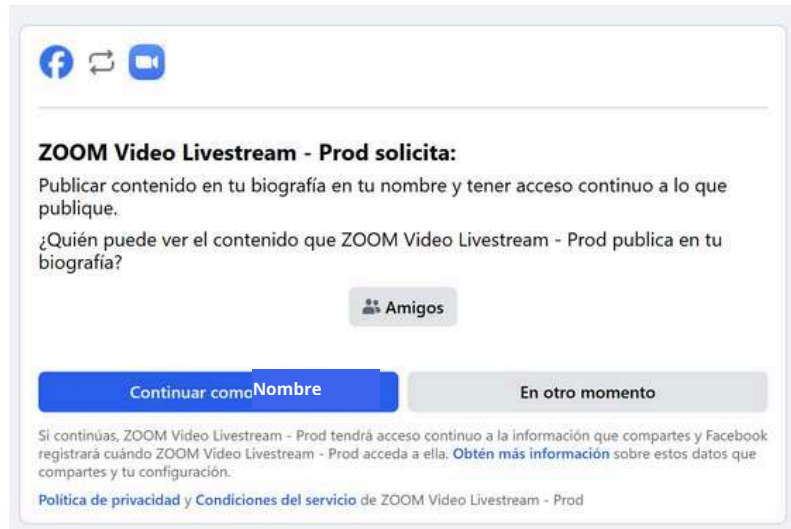 ZOOM Video Livestream - Prod solicita:
Publicar contenido en tu biografía en tu nombre y tener acceso continuo a lo que
publique.
¿Quién puede ver el contenido que ZOOM Video Livestream - Prod publica en tu
biografía?
Amigos
Continuar como Nombre
En otro momento
Si continúas, ZOOM Video Livestream - Prod tendrá acceso continuo a la información que compartes y Facebook
registrará cuándo ZOOM Video Livestream - Prod acceda a ella. Obtén más información sobre estos datos que
compartes y tu configuración.
Política de privacidad y Condiciones del servicio de ZOOM Video Livestream - Prod